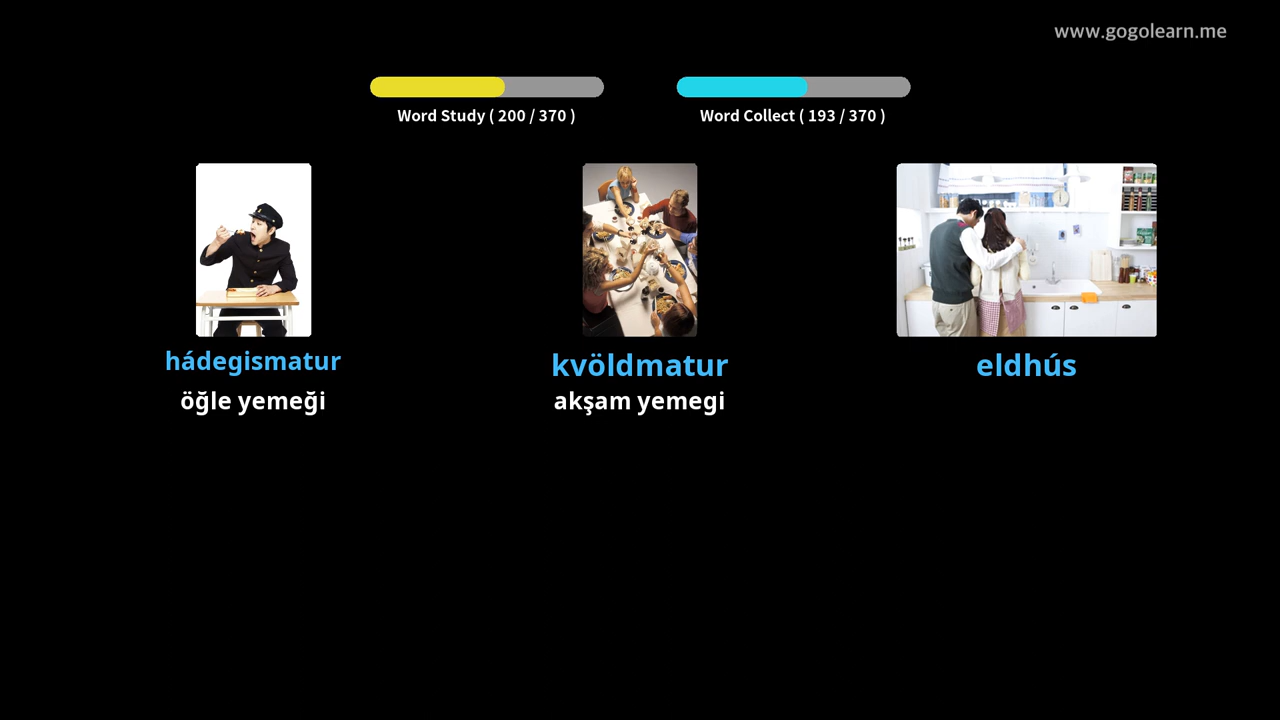 www.gogolearn.me
Word Study ( 200 / 370 )
Word Collect ( 193 / 370 )
hádegismatur
öğle yemeği
kvöldmatur
akşam yemegi
eldhús